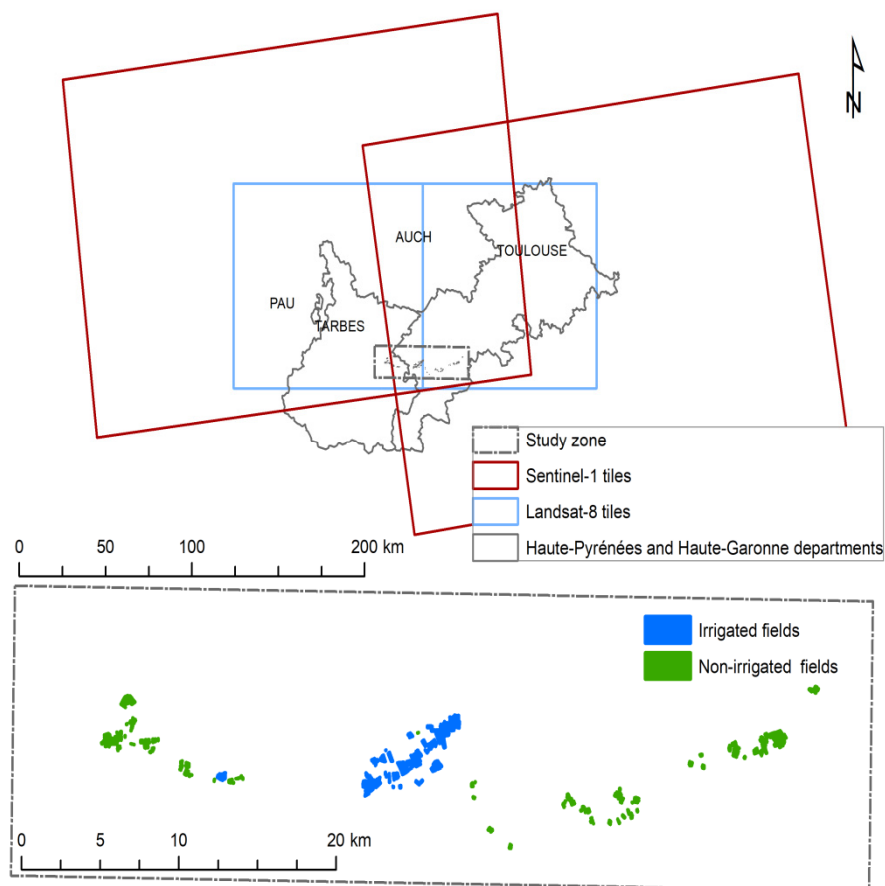 N
AUCH
TOULOUSE
PAU
TARBES
Study zone
Sentinel-1 tiles
Landsat-8 tiles
Haute-Pyrénées and Haute-Garonne departments
0 50 100 200 km
Irrigated fields
Non-irrigated fields
0 5 10 20 km